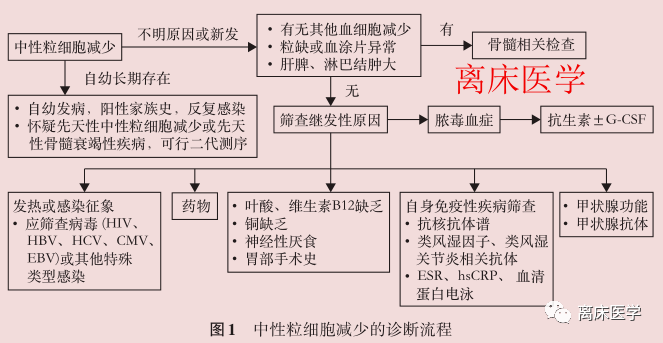 中性粒细胞减少
不明原因或新发
• 有无其他血细胞减少
• 粒缺或血涂片异常
• 肝脾、淋巴结肿大
有
骨髓相关检查
离床医学
自幼长期存在
无
• 自幼发病，阳性家族史，反复感染
• 怀疑先天性中性粒细胞减少或先天
性骨髓衰竭性疾病，可行二代测序
筛查继发性原因
脓毒血症
抗生素±G-CSF
发热或感染征象
• 应筛查病毒(HIV、
HBV、HCV、CMV、
EBV)或其他特殊
类型感染
药物
• 叶酸、维生素B12缺乏
• 铜缺乏
• 神经性厌食
• 胃部手术史
自身免疫性疾病筛查
• 抗核抗体谱
• 类风湿因子、类风湿
关节炎相关抗体
• ESR、hsCRP、血清
蛋白电泳
• 甲状腺功能
• 甲状腺抗体
离床医学
图1 中性粒细胞减少的诊断流程